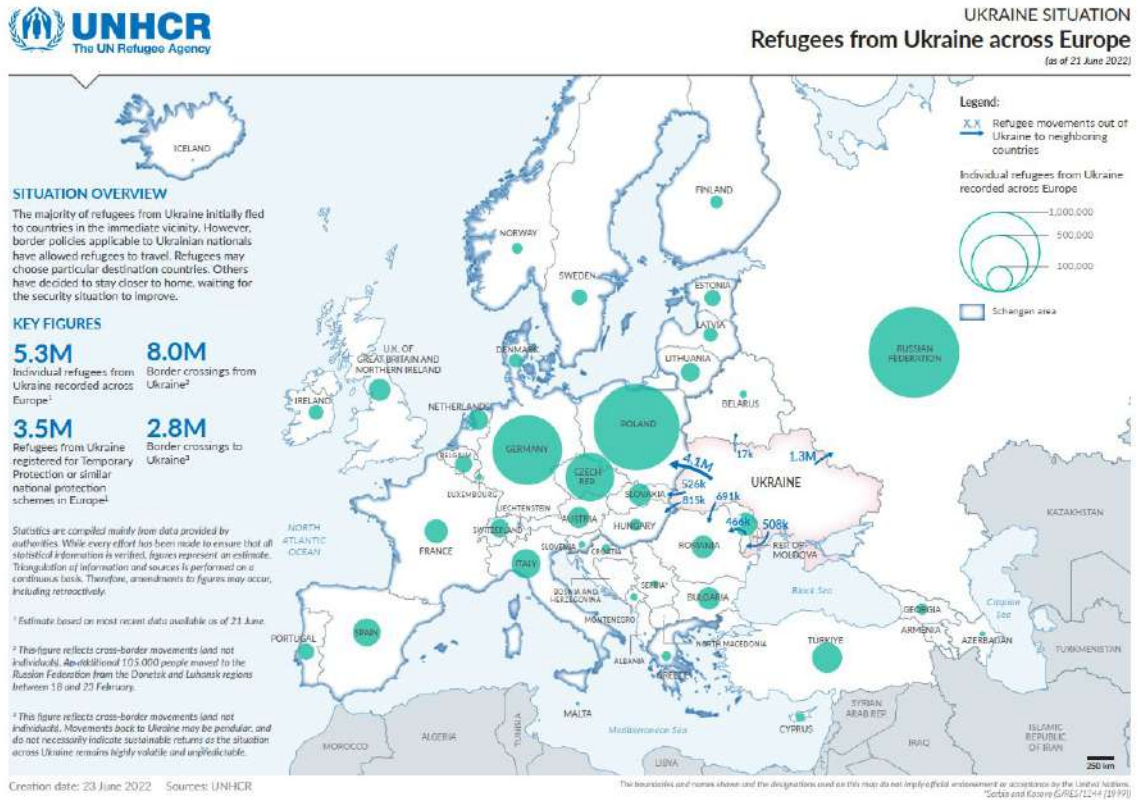 UNHCR
The UN Refugee Agency
UKRAINE SITUATION
Refugees from Ukraine across Europe
(as of 21 June 2022)
Legend:
X.X Refugee movements out of
Ukraine to neighboring
countries
Individual refugees from Ukraine
recorded across Europe
1,000,000
500,000
100,000
Schengen area
SITUATION OVERVIEW
The majority of refugees from Ukraine initially fled
to countries in the immediate vicinity. However,
border policies applicable to Ukrainian nationals
have allowed refugees to travel. Refugees may
choose particular destination countries. Others
have decided to stay closer to home, waiting for
the security situation to improve.
KEY FIGURES
5.3M
Individual refugees from
Ukraine recorded across
Europe¹
8.0M
Border crossings from
Ukraine²
3.5M
Refugees from Ukraine
registered for Temporary
Protection or similar
national protection
schemes in Europe¹
2.8M
Border crossings to
Ukraine³
Statistics are compiled mainly from data provided by
authorities. While every effort has been made to ensure that all
statistical information is verified, figures represent an estimate.
Triangulation of information and sources is performed on a
continuous basis. Therefore, amendments to figures may occur,
including retroactively.
¹ Estimate based on most recent data available as of 21 June.
² This figure reflects cross-border movements (and not
individuals). An additional 105,000 people moved to the
Russian Federation from the Donetsk and Luhansk regions
between 18 and 23 February.
³ This figure reflects cross-border movements (and not
individuals). Movements back to Ukraine may be pendular, and
do not necessarily indicate sustainable returns as the situation
across Ukraine remains highly volatile and unpredictable.
ICELAND
FINLAND
NORWAY
SWEDEN
ESTONIA
LATVIA
DENMARK
LITHUANIA
U.K. OF
GREAT BRITAIN AND
NORTHERN IRELAND
RUSSIAN
FEDERATION
IRELAND
NETHERLANDS
BELARUS
POLAND
GERMANY
BELGIUM
17k
1.3M
4.1M
CZECH
REP.
UKRAINE
526k
LUXEMBOURG
SLOVAKIA
815k
691k
LIECHTENSTEIN
KAZAKHSTAN
AUSTRIA
466k
508k
NORTH
ATLANTIC
OCEAN
SWITZERLAND
HUNGARY
FRANCE
SLOVENIA
CROATIA
ROMANIA
REP. OF
MOLDOVA
ITALY
SERBIA*
BOSNIA AND
HERZEGOVINA
BULGARIA
Black Sea
Caspian
Sea
GEORGIA
MONTENEGRO
ARMENIA
AZERBAIJAN
PORTUGAL
SPAIN
NORTH MACEDONIA
TÜRKIYE
TURKMENISTAN
ALBANIA
GREECE
MALTA
CYPRUS
SYRIAN
ARAB REP.
Mediterranean Sea
MOROCCO
ALGERIA
TUNISIA
LIBYA
IRAQ
ISLAMIC
REPUBLIC
OF IRAN
250 km
Creation date: 23 June 2022 Sources: UNHCR
The boundaries and names shown and the designations used on this map do not imply official endorsement or acceptance by the United Nations.
*Serbia and Kosovo (S/RES/1244 (1999))